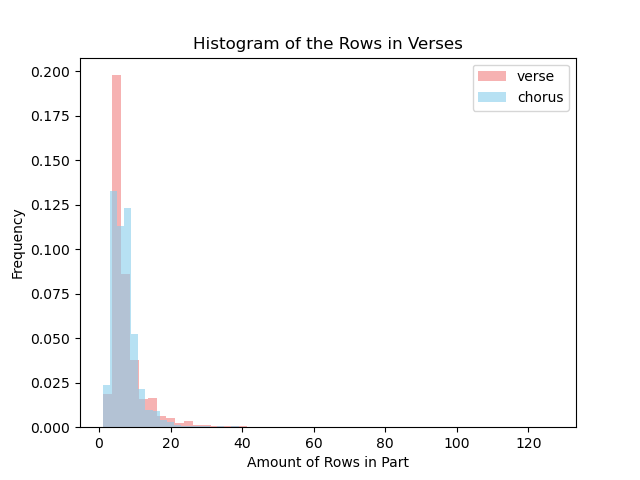 Histogram of the Rows in Verses
verse
chorus
0.200
0.175
0.150
0.125
0.100
0.075
0.050
0.025
0.000
Frequency
0 20 40 60 80 100 120
Amount of Rows in Part